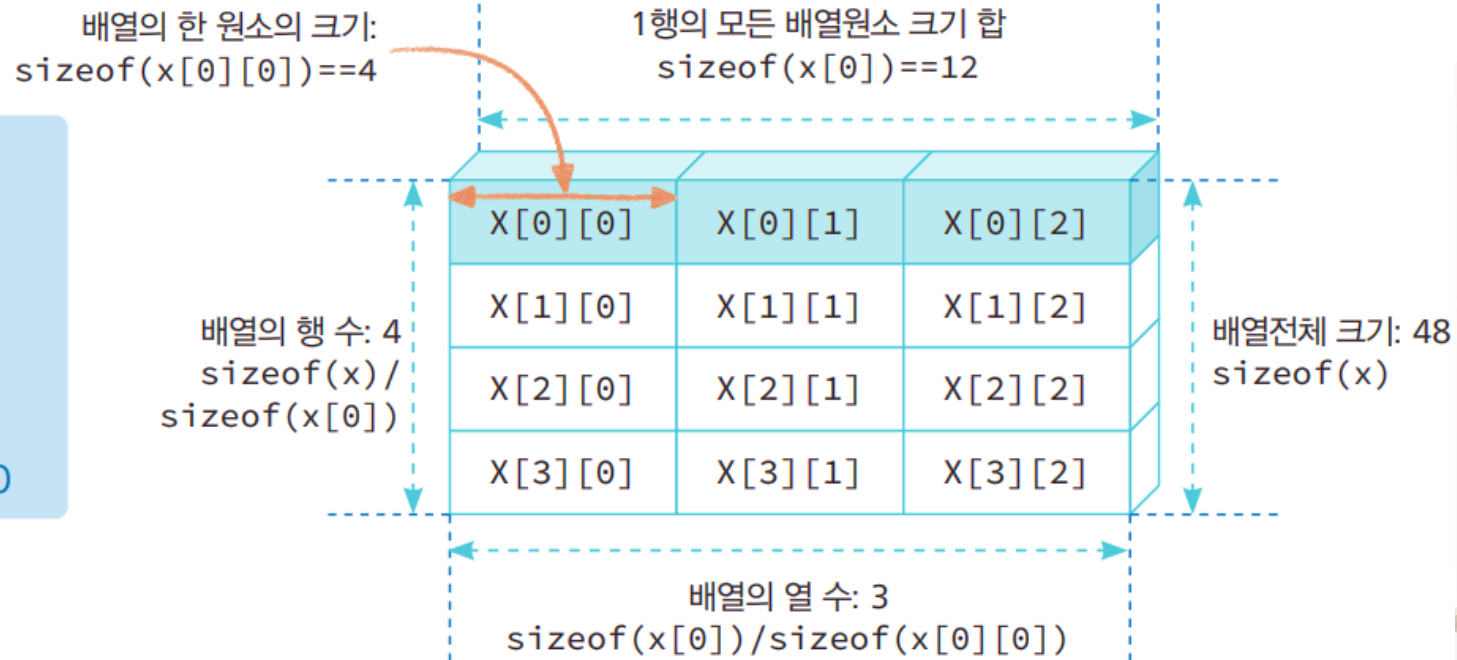 배열의 한 원소의 크기:
sizeof(x[0][0])==4
1행의 모든 배열원소 크기 합
sizeof(x[0])==12
X[0][0] X[0][1] X[0][2]
X[1][0] X[1][1] X[1][2]
X[2][0] X[2][1] X[2][2]
X[3][0] X[3][1] X[3][2]
배열의 행 수: 4
sizeof(x)/
sizeof(x[0])
배열전체 크기: 48
sizeof(x)
배열의 열 수: 3
sizeof(x[0])/sizeof(x[0][0])